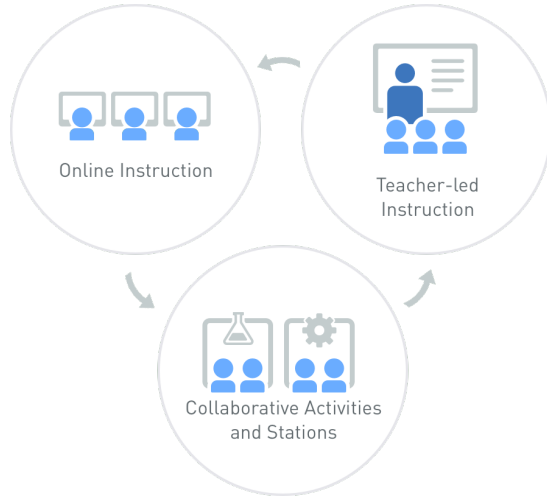 Online Instruction
Teacher-led
Instruction
Collaborative Activities
and Stations